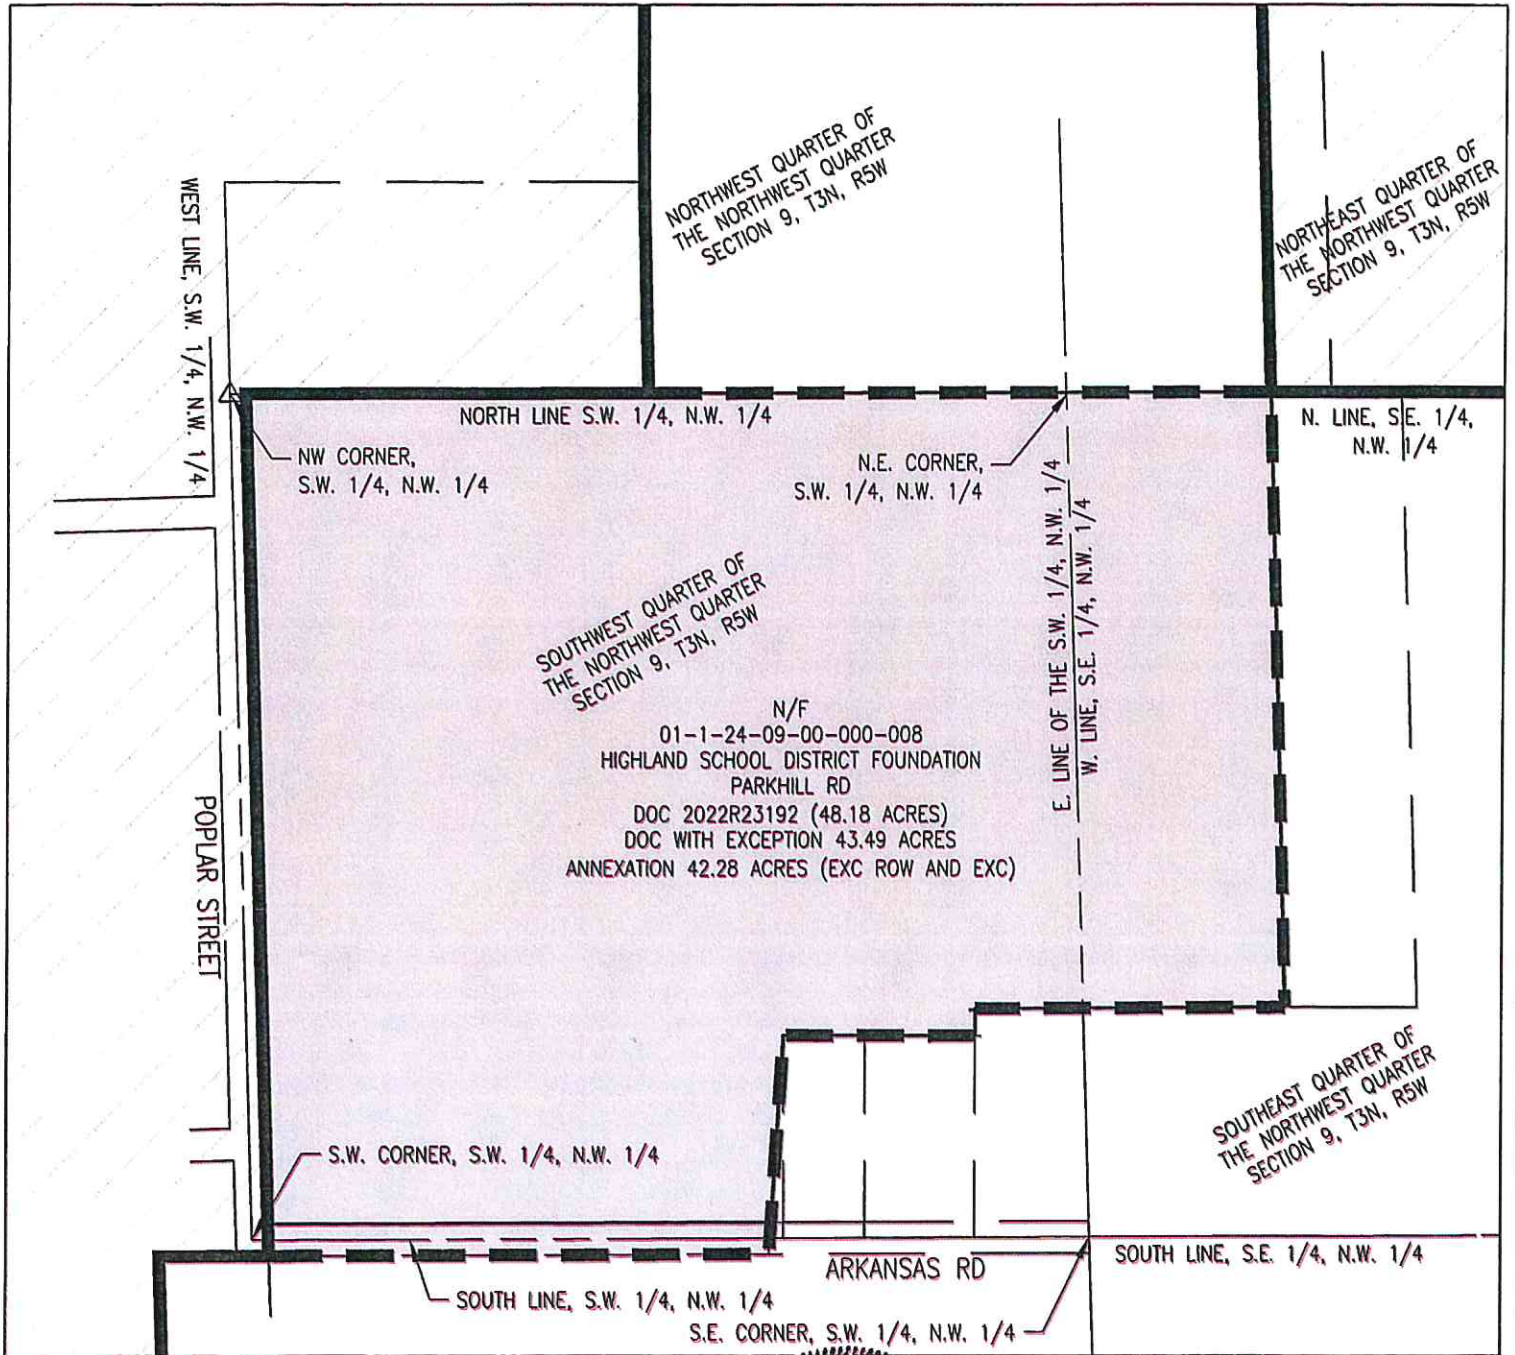 NORTHWEST QUARTER OF
THE NORTHWEST QUARTER
SECTION 9, T3N, R5W
NORTHEAST QUARTER OF
THE NORTHWEST QUARTER
SECTION 9, T3N, R5W
WEST LINE, S.W. 1/4, N.W. 1/4
NORTH LINE S.W. 1/4, N.W. 1/4
N. LINE, S.E. 1/4,
N.W. 1/4
NW CORNER,
S.W. 1/4, N.W. 1/4
N.E. CORNER,
S.W. 1/4, N.W. 1/4
E. LINE OF THE S.W. 1/4, N.W. 1/4
W. LINE, S.E. 1/4, N.W. 1/4
SOUTHWEST QUARTER OF
THE NORTHWEST QUARTER
SECTION 9, T3N, R5W
N/F
01-1-24-09-00-000-008
HIGHLAND SCHOOL DISTRICT FOUNDATION
PARKHILL RD
DOC 2022R23192 (48.18 ACRES)
DOC WITH EXCEPTION 43.49 ACRES
ANNEXATION 42.28 ACRES (EXC ROW AND EXC)
POPLAR STREET
SOUTHEAST QUARTER OF
THE NORTHWEST QUARTER
SECTION 9, T3N, R5W
S.W. CORNER, S.W. 1/4, N.W. 1/4
ARKANSAS RD
SOUTH LINE, S.E. 1/4, N.W. 1/4
SOUTH LINE, S.W. 1/4, N.W. 1/4
S.E. CORNER, S.W. 1/4, N.W. 1/4